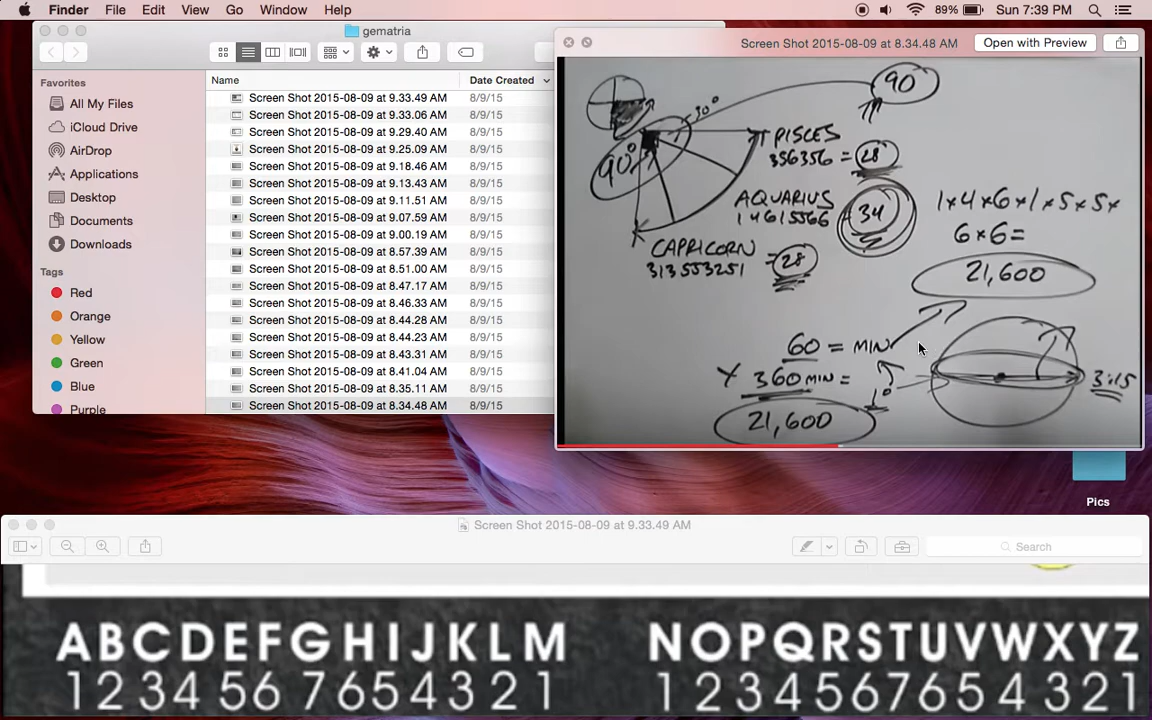 Finder File Edit View Go Window Help
89% Sun 7:39 PM
gematria
Favorites
All My Files
iCloud Drive
AirDrop
Applications
Desktop
Documents
Downloads
Tags
Red
Orange
Yellow
Green
Blue
Purple
Name Date Created
Screen Shot 2015-08-09 at 9.33.49 AM 8/9/15
Screen Shot 2015-08-09 at 9.33.06 AM 8/9/15
Screen Shot 2015-08-09 at 9.29.40 AM 8/9/15
Screen Shot 2015-08-09 at 9.25.09 AM 8/9/15
Screen Shot 2015-08-09 at 9.18.46 AM 8/9/15
Screen Shot 2015-08-09 at 9.13.43 AM 8/9/15
Screen Shot 2015-08-09 at 9.11.51 AM 8/9/15
Screen Shot 2015-08-09 at 9.07.59 AM 8/9/15
Screen Shot 2015-08-09 at 9.00.19 AM 8/9/15
Screen Shot 2015-08-09 at 8.57.39 AM 8/9/15
Screen Shot 2015-08-09 at 8.51.00 AM 8/9/15
Screen Shot 2015-08-09 at 8.47.17 AM 8/9/15
Screen Shot 2015-08-09 at 8.46.33 AM 8/9/15
Screen Shot 2015-08-09 at 8.44.28 AM 8/9/15
Screen Shot 2015-08-09 at 8.44.23 AM 8/9/15
Screen Shot 2015-08-09 at 8.43.31 AM 8/9/15
Screen Shot 2015-08-09 at 8.41.04 AM 8/9/15
Screen Shot 2015-08-09 at 8.35.11 AM 8/9/15
Screen Shot 2015-08-09 at 8.34.48 AM 8/9/15
Screen Shot 2015-08-09 at 8.34.48 AM Open with Preview
90
30°
90°
PISCES
356356 = 28
AQUARIUS
14615566 = 34
CAPRICORN
313553251 = 28
1×4×6×1×5×5×
6×6=
21,600
60 = MIN
× 360 MIN =
1°
21,600
3:15
Pics
Screen Shot 2015-08-09 at 9.33.49 AM
Search
ABCDEFGHIJKLM NOPQRSTUVWXYZ
1234567654321 1234567654321